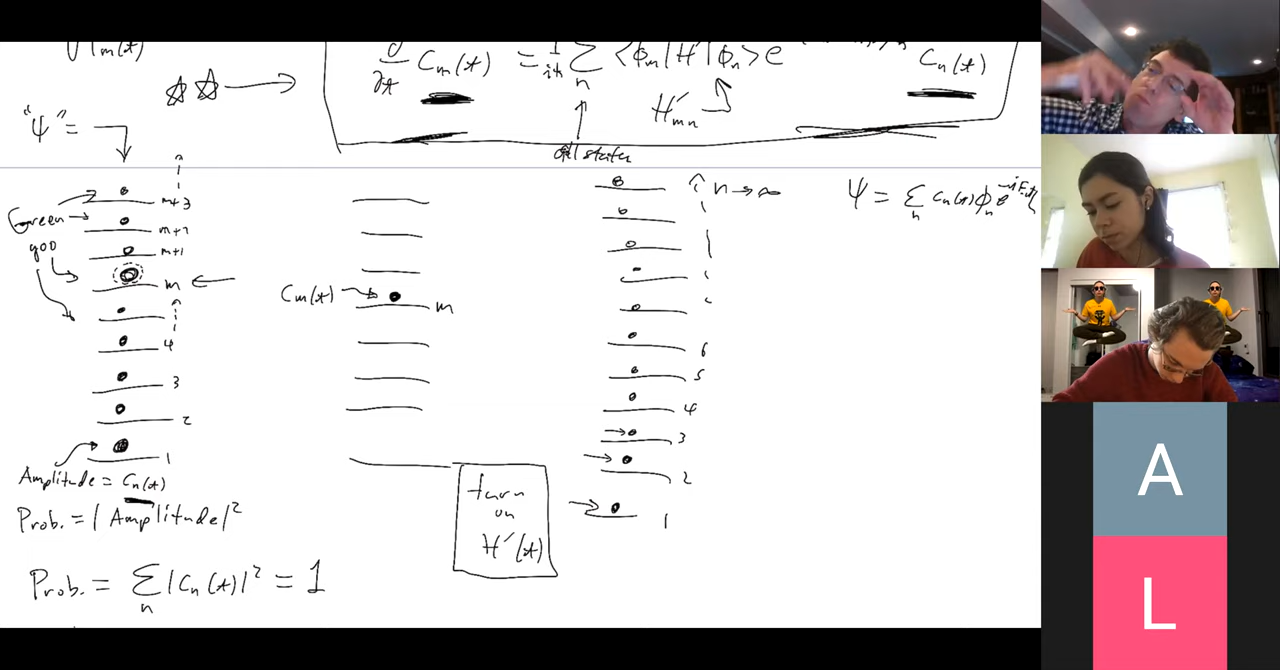 ∂/∂t Cm(t) = 1/iħ Σn <ϕm|H'|ϕn> e Cn(t)
H'mn
all states
"Ψ" =
m+3
m+2
m+1
m
4
3
2
1
Green
goo
Amplitude = Cn(t)
Prob. = | Amplitude |²
Prob. = Σn |Cn(t)|² = 1
Cm(t)
m
turn
on
H'(t)
n → ∞
6
5
4
3
2
1
Ψ = Σn Cn(t) ϕn e^-iEnt/ħ
A
L